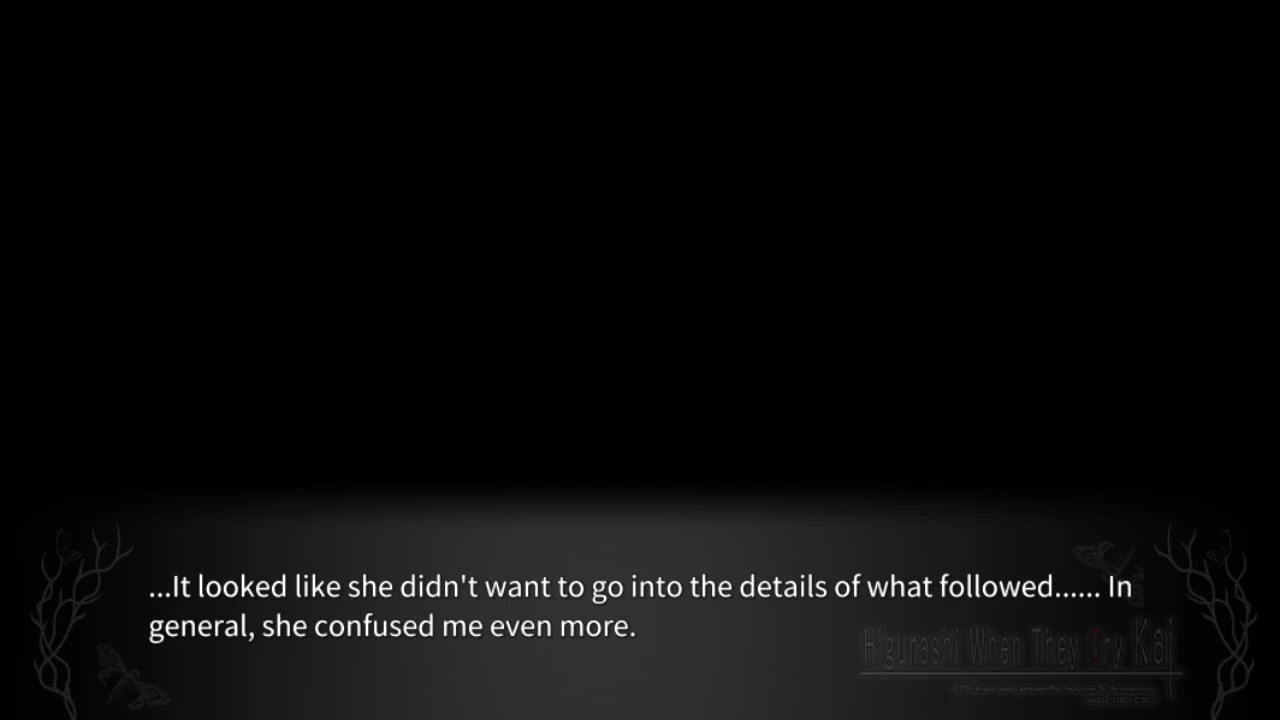 ...It looked like she didn't want to go into the details of what followed...... In
general, she confused me even more.
Higurashi When They Cry Kai